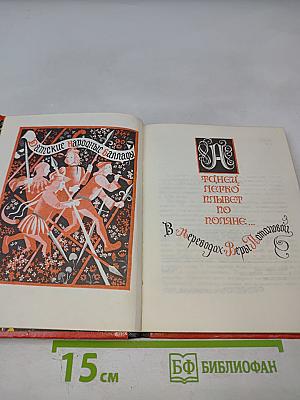 Датские народные баллады
А
танец
легко
плывет
по
поляне...
В переводах Веры Потаповой
15 см
БФ БИБЛИОФАН